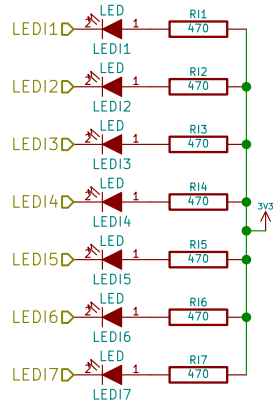 LED RI1
LEDI1 2 1 470
LEDI1
LED RI2
LEDI2 2 1 470
LEDI2
LED RI3
LEDI3 2 1 470
LEDI3
LED RI4
LEDI4 2 1 470
LEDI4
3V3
LED RI5
LEDI5 2 1 470
LEDI5
LED RI6
LEDI6 2 1 470
LEDI6
LED RI7
LEDI7 2 1 470
LEDI7